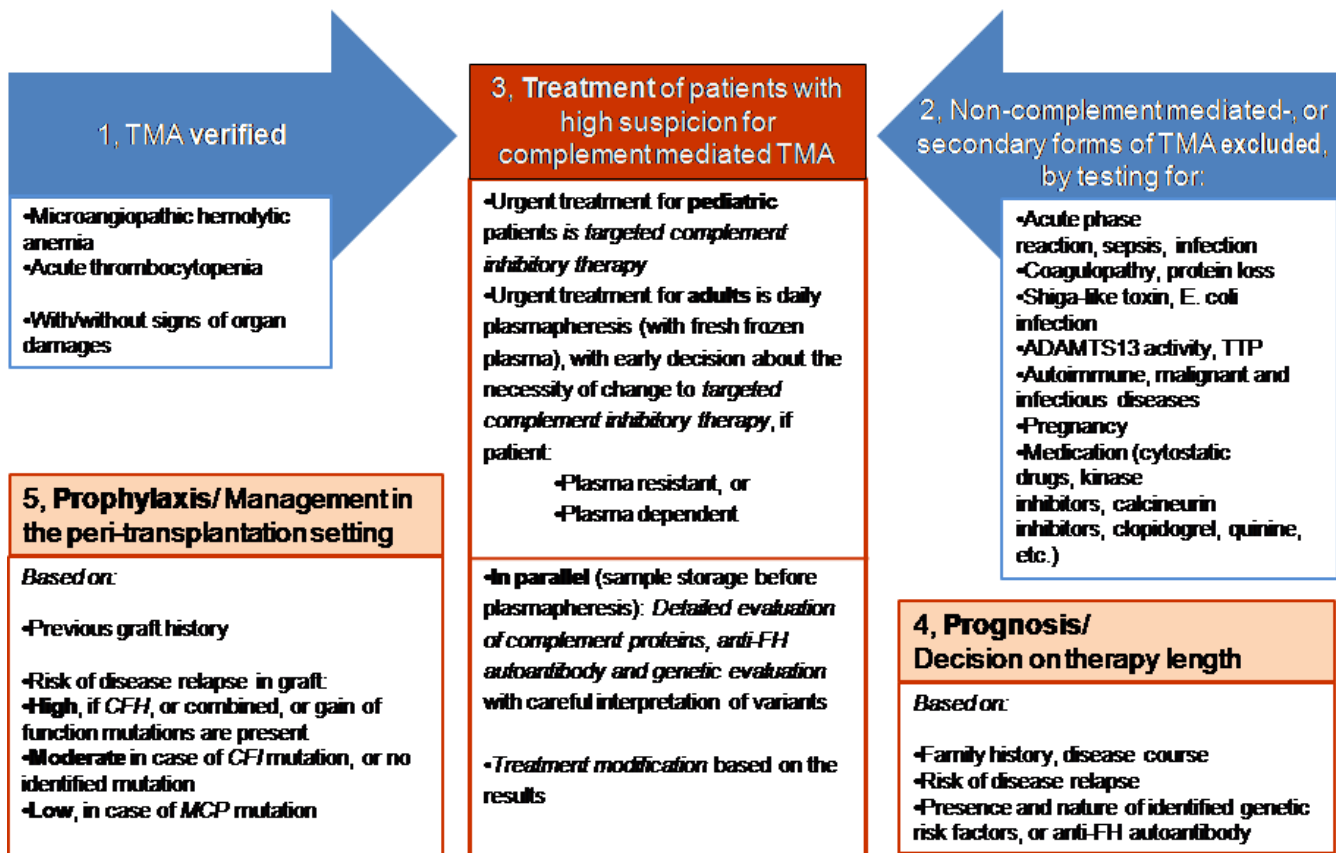 1, TMA verified
•Microangiopathic hemolytic
anemia
•Acute thrombocytopenia
•With/without signs of organ
damages
3, Treatment of patients with
high suspicion for
complement mediated TMA
•Urgent treatment for pediatric
patients is targeted complement
inhibitory therapy
•Urgent treatment for adults is daily
plasmapheresis (with fresh frozen
plasma), with early decision about the
necessity of change to targeted
complement inhibitory therapy, if
patient:
•Plasma resistant, or
•Plasma dependent
•In parallel (sample storage before
plasmapheresis): Detailed evaluation
of complement proteins, anti-FH
autoantibody and genetic evaluation
with careful interpretation of variants
•Treatment modification based on the
results
2, Non-complement mediated-, or
secondary forms of TMA excluded,
by testing for:
•Acute phase
reaction, sepsis, infection
•Coagulopathy, protein loss
•Shiga-like toxin, E. coli
infection
•ADAMTS13 activity, TTP
•Autoimmune, malignant and
infectious diseases
•Pregnancy
•Medication (cytostatic
drugs, kinase
inhibitors, calcineurin
inhibitors, clopidogrel, quinine,
etc.)
4, Prognosis/
Decision on therapy length
Based on:
•Family history, disease course
•Risk of disease relapse
•Presence and nature of identified genetic
risk factors, or anti-FH autoantibody
5, Prophylaxis/ Management in
the peri-transplantation setting
Based on:
•Previous graft history
•Risk of disease relapse in graft:
•High, if CFH, or combined, or gain of
function mutations are present
•Moderate in case of CFI mutation, or no
identified mutation
•Low, in case of MCP mutation